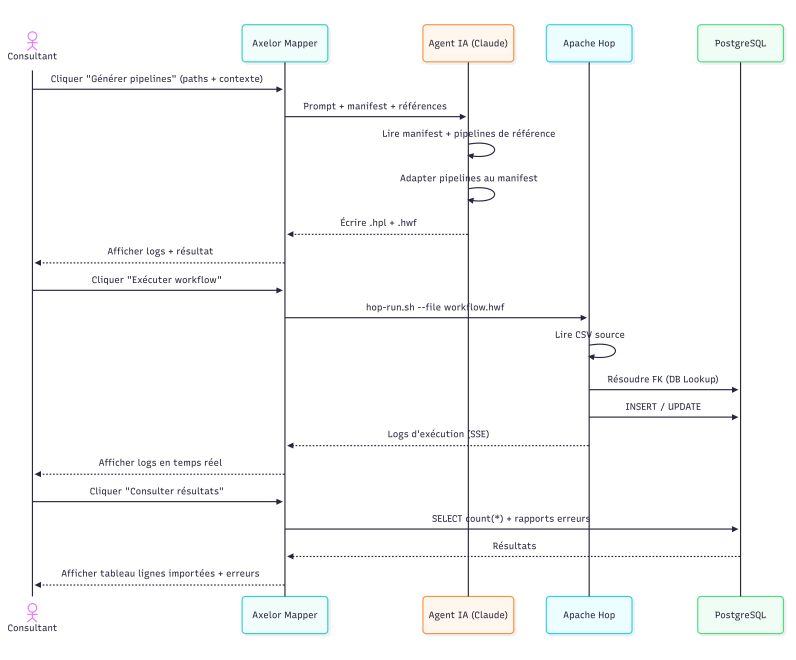 Consultant
Axelor Mapper
Agent IA (Claude)
Apache Hop
PostgreSQL
Cliquer "Générer pipelines" (paths + contexte)
Prompt + manifest + références
Lire manifest + pipelines de référence
Adapter pipelines au manifest
Écrire .hpl + .hwf
Afficher logs + résultat
Cliquer "Exécuter workflow"
hop-run.sh --file workflow.hwf
Lire CSV source
Résoudre FK (DB Lookup)
INSERT / UPDATE
Logs d'exécution (SSE)
Afficher logs en temps réel
Cliquer "Consulter résultats"
SELECT count(*) + rapports erreurs
Résultats
Afficher tableau lignes importées + erreurs
Consultant
Axelor Mapper
Agent IA (Claude)
Apache Hop
PostgreSQL